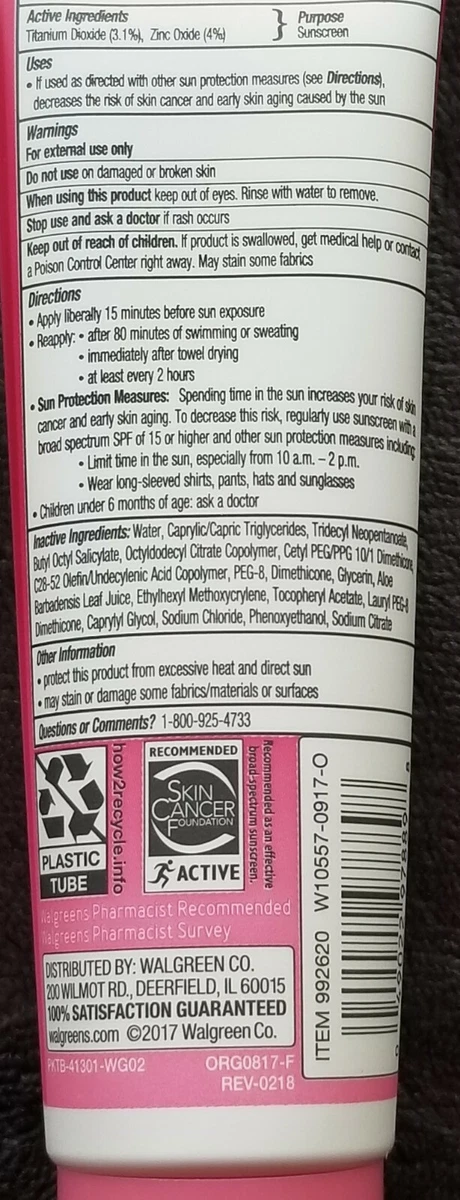 Active Ingredients
Purpose
Titanium Dioxide (3.1%), Zinc Oxide (4%)
Sunscreen
Uses
• If used as directed with other sun protection measures (see Directions),
decreases the risk of skin cancer and early skin aging caused by the sun
Warnings
For external use only
Do not use on damaged or broken skin
When using this product keep out of eyes. Rinse with water to remove.
Stop use and ask a doctor if rash occurs
Keep out of reach of children. If product is swallowed, get medical help or contact
a Poison Control Center right away. May stain some fabrics
Directions
• Apply liberally 15 minutes before sun exposure
• Reapply: • after 80 minutes of swimming or sweating
• immediately after towel drying
• at least every 2 hours
• Sun Protection Measures: Spending time in the sun increases your risk of skin
cancer and early skin aging. To decrease this risk, regularly use sunscreen with a
broad spectrum SPF of 15 or higher and other sun protection measures including:
• Limit time in the sun, especially from 10 a.m. – 2 p.m.
• Wear long-sleeved shirts, pants, hats and sunglasses
• Children under 6 months of age: ask a doctor
Inactive Ingredients: Water, Caprylic/Capric Triglycerides, Tridecyl Neopentanoate,
Butyl Octyl Salicylate, Octyldodecyl Citrate Copolymer, Cetyl PEG/PPG 10/1 Dimethicone,
C28-52 Olefin/Undecylenic Acid Copolymer, PEG-8, Dimethicone, Glycerin, Aloe
Barbadensis Leaf Juice, Ethylhexyl Methoxycrylene, Tocopheryl Acetate, Lauryl PEG-8
Dimethicone, Caprylyl Glycol, Sodium Chloride, Phenoxyethanol, Sodium Citrate
Other Information
• protect this product from excessive heat and direct sun
• may stain or damage some fabrics/materials or surfaces
Questions or Comments? 1-800-925-4733
PLASTIC
TUBE
how2recycle.info
RECOMMENDED
SKIN
CANCER
FOUNDATION
ACTIVE
Recommended as an effective
broad-spectrum sunscreen.
ITEM 992620 W10557-0917-O
Walgreens Pharmacist Recommended
Walgreens Pharmacist Survey
DISTRIBUTED BY: WALGREEN CO.
200 WILMOT RD., DEERFIELD, IL 60015
100% SATISFACTION GUARANTEED
walgreens.com ©2017 Walgreen Co.
PKTB-41301-WG02
ORG0817-F
REV-0218